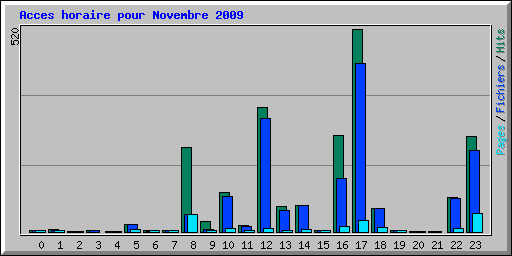 Acces horaire pour Novembre 2009
520
Pages/Fichiers/Hits
0 1 2 3 4 5 6 7 8 9 10 11 12 13 14 15 16 17 18 19 20 21 22 23